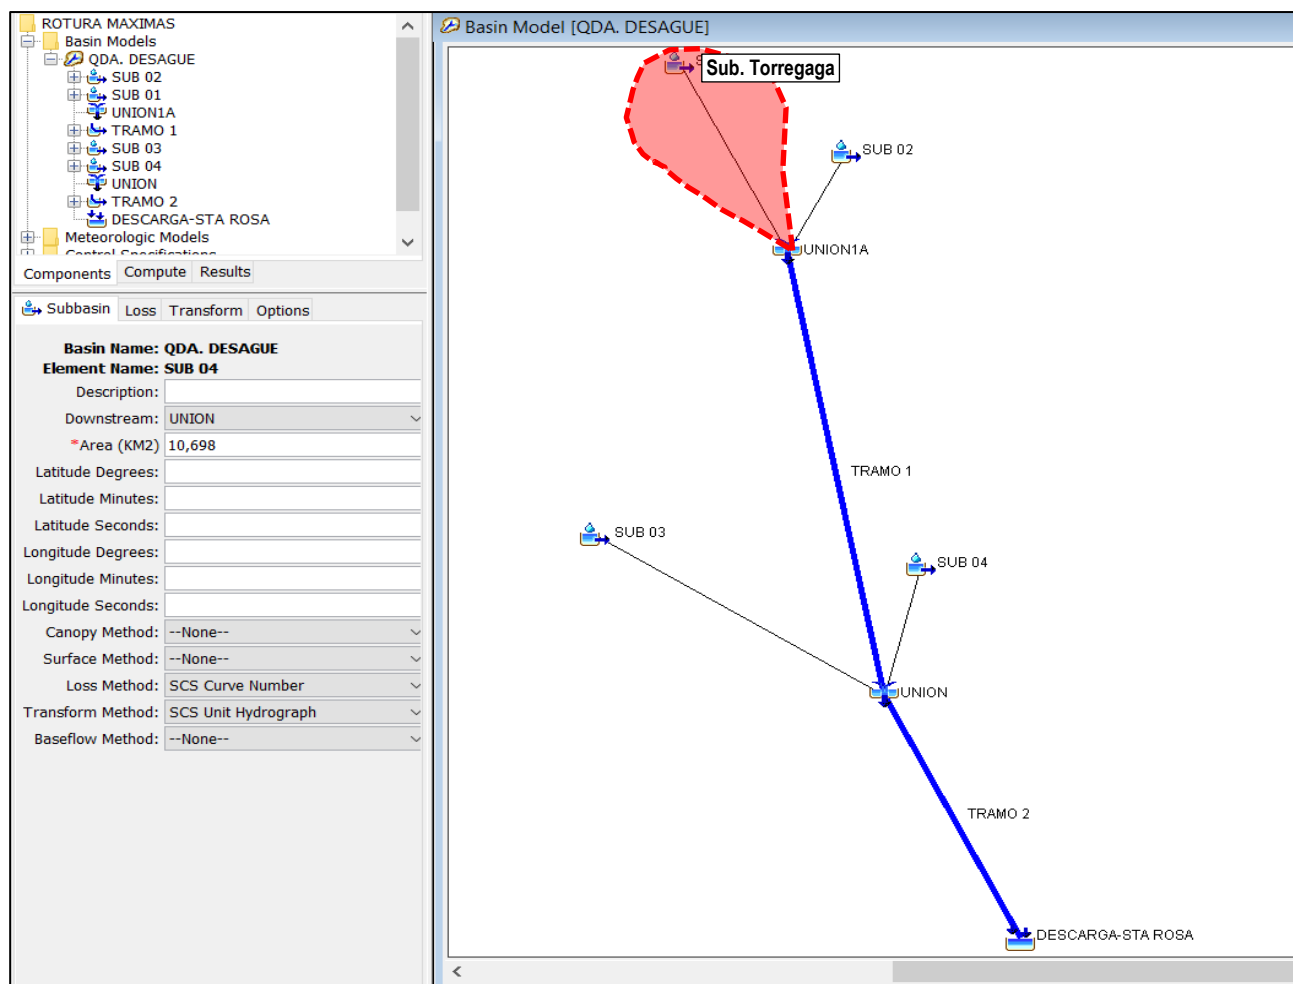 ROTURA MAXIMAS
Basin Models
QDA. DESAGUE
SUB 02
SUB 01
UNION1A
TRAMO 1
SUB 03
SUB 04
UNION
TRAMO 2
DESCARGA-STA ROSA
Meteorologic Models
Control Specifications
Components Compute Results
Subbasin Loss Transform Options
Basin Name: QDA. DESAGUE
Element Name: SUB 04
Description:
Downstream: UNION
*Area (KM2) 10,698
Latitude Degrees:
Latitude Minutes:
Latitude Seconds:
Longitude Degrees:
Longitude Minutes:
Longitude Seconds:
Canopy Method: --None--
Surface Method: --None--
Loss Method: SCS Curve Number
Transform Method: SCS Unit Hydrograph
Baseflow Method: --None--
Basin Model [QDA. DESAGUE]
Sub. Torregaga
SUB 02
UNION1A
TRAMO 1
SUB 03
SUB 04
UNION
TRAMO 2
DESCARGA-STA ROSA